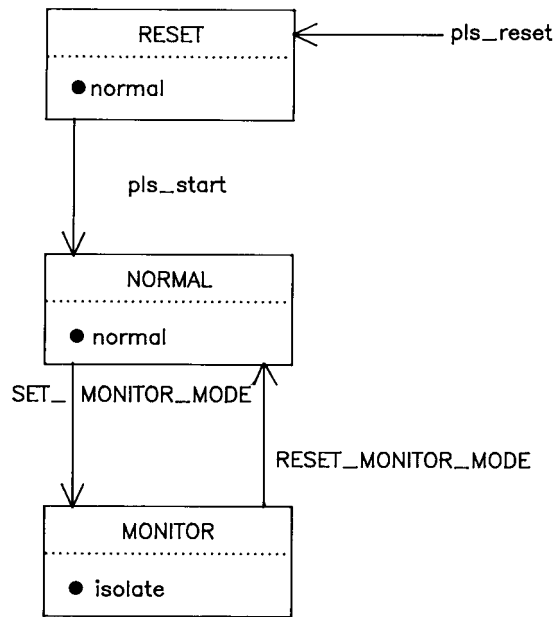 RESET
pls_reset
● normal
pls_start
NORMAL
● normal
SET_ MONITOR_MODE
RESET_MONITOR_MODE
MONITOR
● isolate